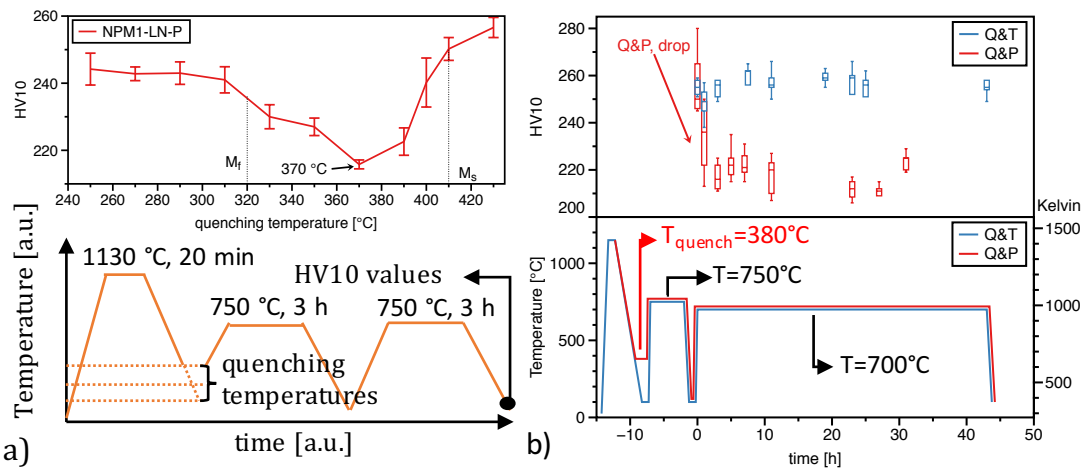 260
240
220
HV10
NPM1-LN-P
M_f
370 °C
M_s
240 260 280 300 320 340 360 380 400 420
quenching temperature [°C]
Temperature [a.u.]
1130 °C, 20 min
HV10 values
750 °C, 3 h
750 °C, 3 h
quenching
temperatures
time [a.u.]
a)
280
260
240
220
200
HV10
Q&P, drop
Q&T
Q&P
Kelvin
1500
1000
500
1000
500
0
Temperature [°C]
T_quench=380°C
T=750°C
T=700°C
Q&T
Q&P
−10 0 10 20 30 40 50
time [h]
b)